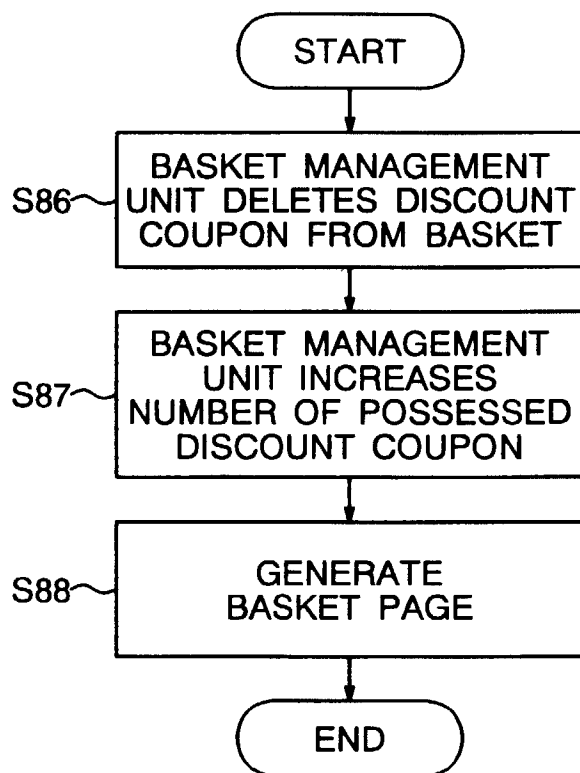 START
S86
BASKET MANAGEMENT
UNIT DELETES DISCOUNT
COUPON FROM BASKET
S87
BASKET MANAGEMENT
UNIT INCREASES
NUMBER OF POSSESSED
DISCOUNT COUPON
S88
GENERATE
BASKET PAGE
END